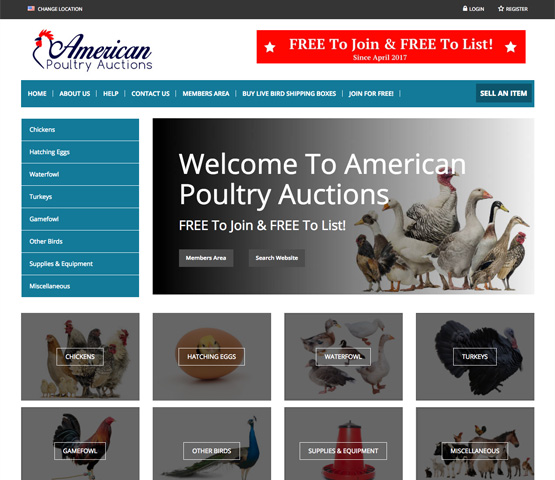 CHANGE LOCATION
LOGIN
REGISTER
American
Poultry Auctions
FREE To Join & FREE To List!
Since April 2017
HOME
ABOUT US
HELP
CONTACT US
MEMBERS AREA
BUY LIVE BIRD SHIPPING BOXES
JOIN FOR FREE!
SELL AN ITEM
Chickens
Hatching Eggs
Waterfowl
Turkeys
Gamefowl
Other Birds
Supplies & Equipment
Miscellaneous
Welcome To American
Poultry Auctions
FREE To Join & FREE To List!
Members Area
Search Website
CHICKENS
HATCHING EGGS
WATERFOWL
TURKEYS
GAMEFOWL
OTHER BIRDS
SUPPLIES & EQUIPMENT
MISCELLANEOUS